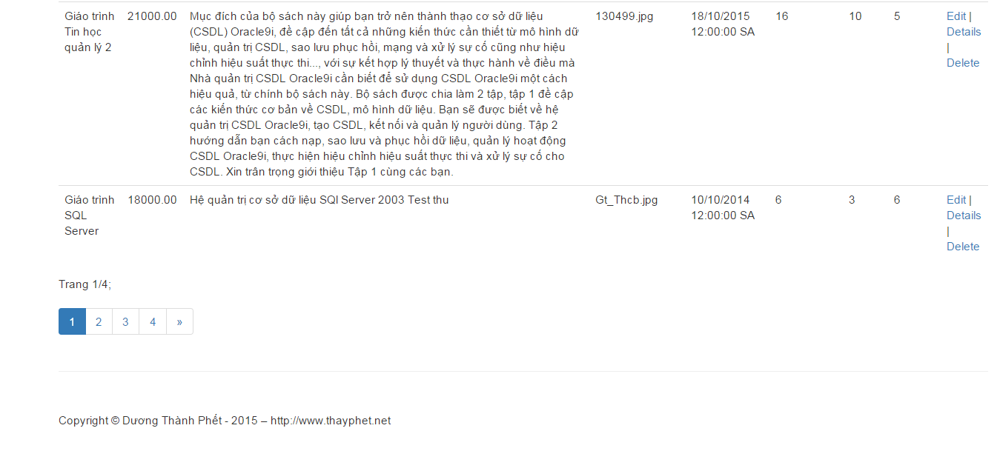 Giáo trình 21000.00 Mục đích của bộ sách này giúp bạn trở nên thành thạo cơ sở dữ liệu 130499.jpg 18/10/2015 16 10 5 Edit |
Tin học (CSDL) Oracle9i, đề cập đến tất cả những kiến thức cần thiết từ mô hình dữ 12:00:00 SA Details
quản lý 2 liệu, quản trị CSDL, sao lưu phục hồi, mạng và xử lý sự cố cũng như hiệu |
chỉnh hiệu suất thực thi..., với sự kết hợp lý thuyết và thực hành về điều mà Delete
Nhà quản trị CSDL Oracle9i cần biết để sử dụng CSDL Oracle9i một cách
hiệu quả, từ chính bộ sách này. Bộ sách được chia làm 2 tập, tập 1 đề cập
các kiến thức cơ bản về CSDL, mô hình dữ liệu. Bạn sẽ được biết về hệ
quản trị CSDL Oracle9i, tạo CSDL, kết nối và quản lý người dùng. Tập 2
hướng dẫn bạn cách nạp, sao lưu và phục hồi dữ liệu, quản lý hoạt động
CSDL Oracle9i, thực hiện hiệu chỉnh hiệu suất thực thi và xử lý sự cố cho
CSDL. Xin trân trọng giới thiệu Tập 1 cùng các bạn.
Giáo trình 18000.00 Hệ quản trị cơ sở dữ liệu SQl Server 2003 Test thu Gt_Thcb.jpg 10/10/2014 6 3 6 Edit |
SQL 12:00:00 SA Details
Server |
Delete
Trang 1/4;
1 2 3 4 »
Copyright © Dương Thành Phết - 2015 – http://www.thayphet.net